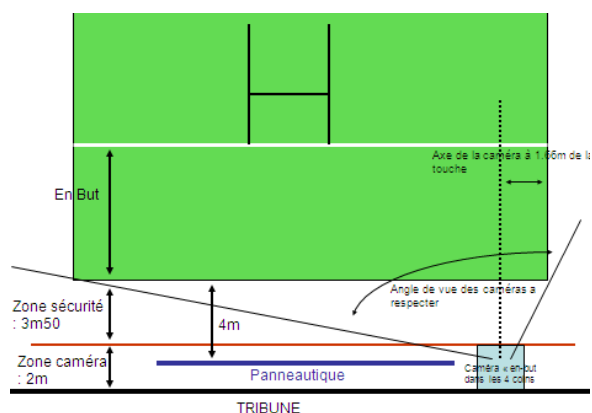 Axe de la caméra à 1.66m de la
touche
En But
Angle de vue des caméras a
respecter
Zone sécurité
: 3m50
4m
Zone caméra
: 2m
Panneautique
Caméra « en-but
dans les 4 coins
TRIBUNE